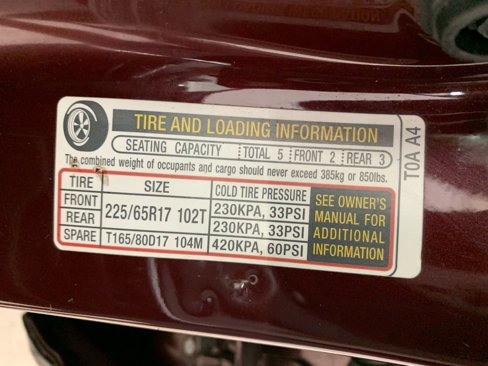 TIRE AND LOADING INFORMATION
SEATING CAPACITY TOTAL 5 FRONT 2 REAR 3
The combined weight of occupants and cargo should never exceed 385kg or 850lbs.
TIRE SIZE COLD TIRE PRESSURE
FRONT 225/65R17 102T 230KPA, 33PSI
REAR 230KPA, 33PSI
SPARE T165/80D17 104M 420KPA, 60PSI
SEE OWNER'S
MANUAL FOR
ADDITIONAL
INFORMATION
TOA A4